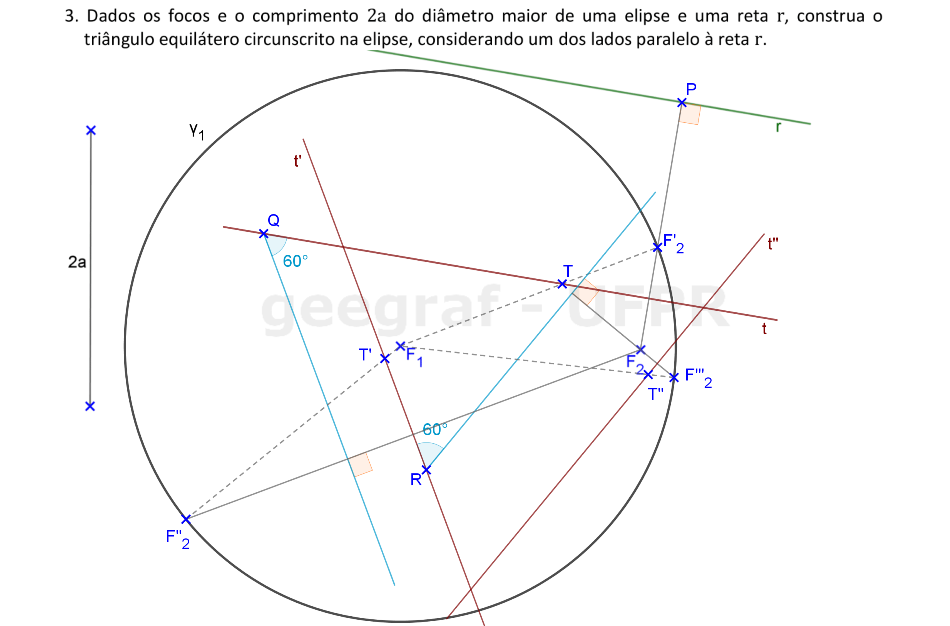 3. Dados os focos e o comprimento 2a do diâmetro maior de uma elipse e uma reta r, construa o
triângulo equilátero circunscrito na elipse, considerando um dos lados paralelo à reta r.
P
r
γ1
t'
2a
Q
60°
F'2
t"
T
geegraf - UFPR
t
T'
F1
F2
F'''2
T"
60°
R
F"2